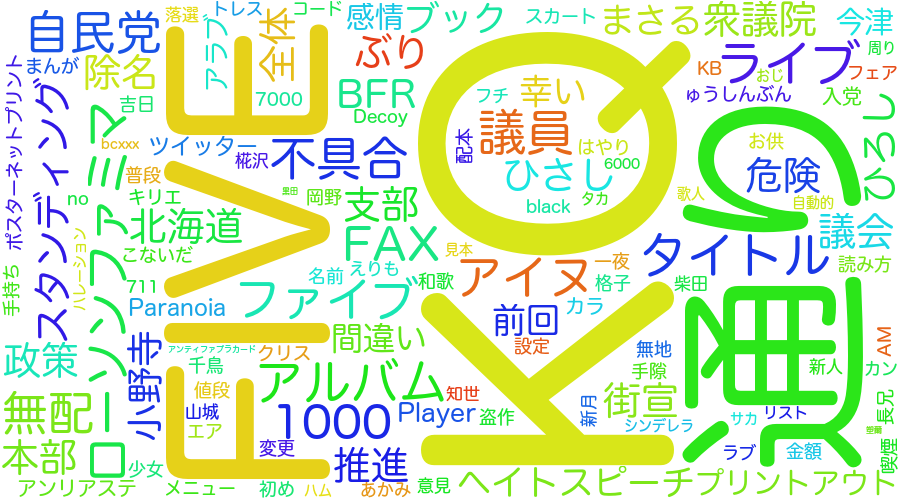 落選
トレス
コード
感情
ブック
スカート
まさる
衆議院
今津
自民党
アラブ
全体
ぶり
ライブ
周り
まんが
除名
吉日
7000
BFR
Decoy
KB
フェア
おじ
ゅうしんぶん
入党
フチ
幸い
議員
配本
はやり
6000
ひさし
タカ
black
お供
危険
歌人
自動的
ひろし
bcxxx
ツイッター
椛沢
不具合
普段
キリエ
no
ポスターネットプリント
スタンディング
ハレーション
ファミマ
北海道
こないだ
岡野
支部
FAX
見本
FIVE
KQ
通り
議会
タイトル
読み方
アイヌ
一夜
格子
柴田
711
Paranoia
名前
えりも
和歌
ファイブ
前回
カラ
設定
手持ち
政策
アンティファプラカード
クリス
間違い
千鳥
小野寺
無地
手隙
新人
カン
AM
アルバム
知世
値段
山城
エア
1000
Player
盗作
街宣
新月
シンデレラ
サカ
リスト
長兄
無配
ソロー
本部
少女
変更
推進
ラブ
金額
喫煙
アンリアステ
メニュー
初め
ハム
あかみ
意見
ヘイトスピーチ
プリントアウト